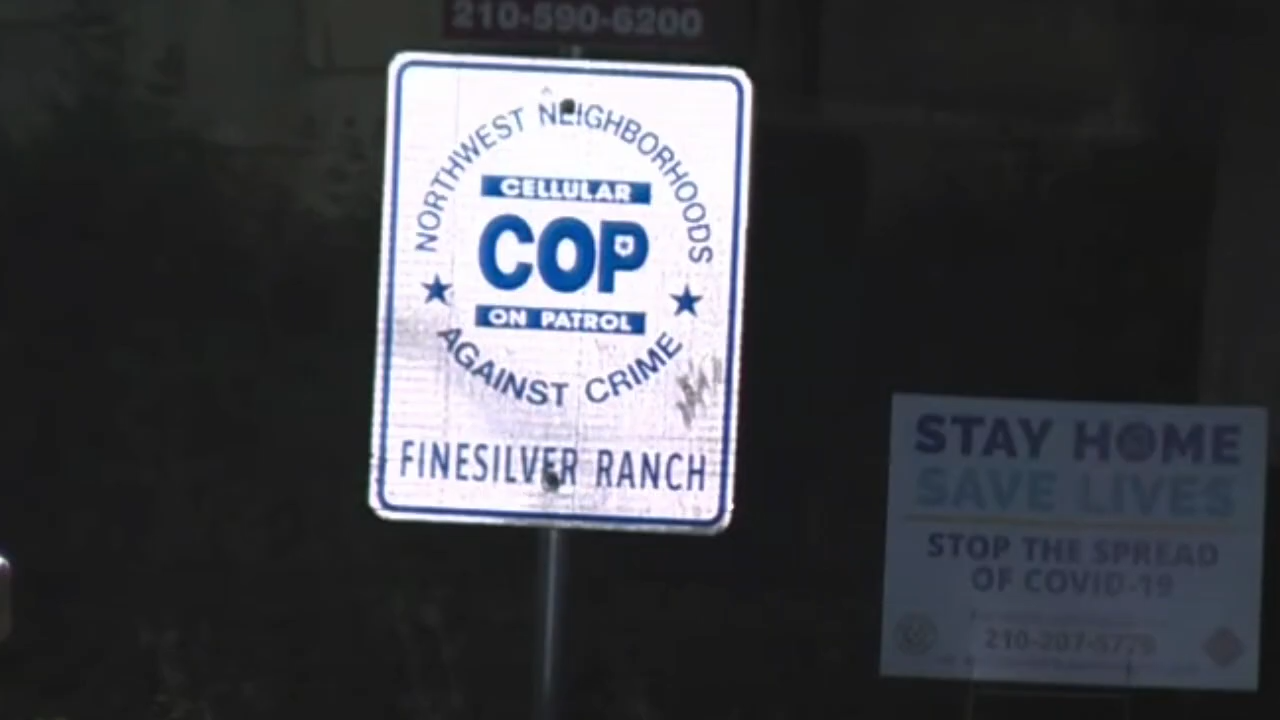 210-590-6200
NORTHWEST NEIGHBORHOODS
CELLULAR
COP
ON PATROL
AGAINST CRIME
FINESILVER RANCH
STAY HOME
SAVE LIVES
STOP THE SPREAD
OF COVID-19
210-207-5779